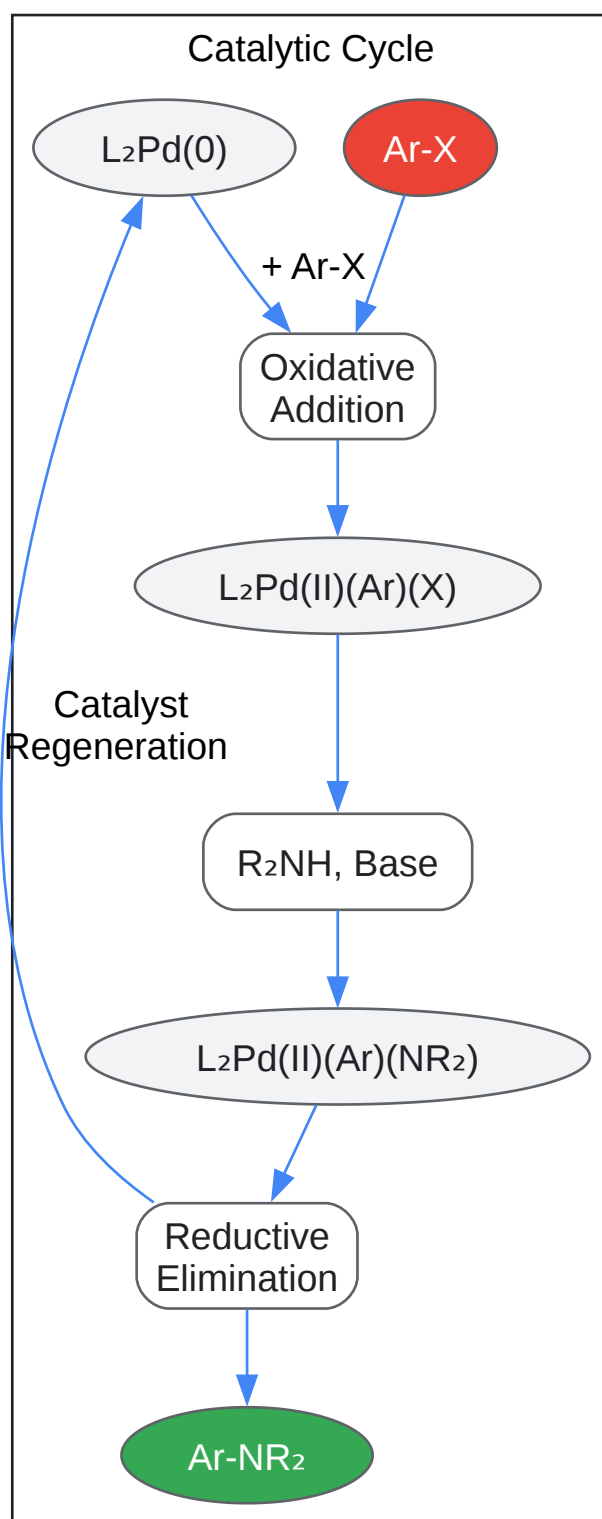 Catalytic Cycle
L₂Pd(0)
Ar-X
+ Ar-X
Oxidative
Addition
L₂Pd(II)(Ar)(X)
Catalyst
Regeneration
R₂NH, Base
L₂Pd(II)(Ar)(NR₂)
Reductive
Elimination
Ar-NR₂